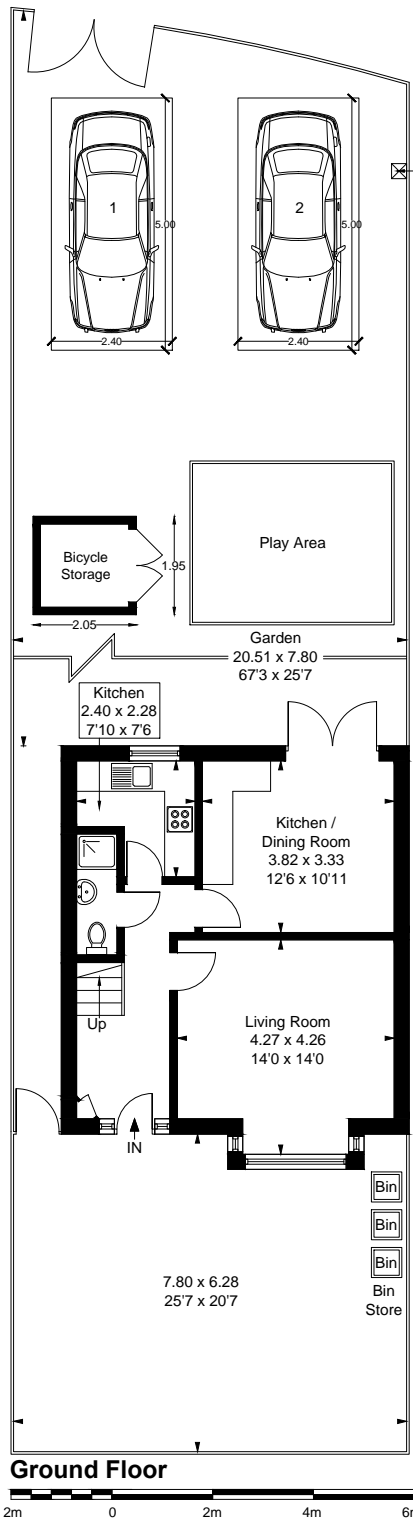 1
2
5.00
5.00
2.40
2.40
Play Area
Bicycle
Storage
1.95
2.05
Garden
20.51 x 7.80
67'3 x 25'7
Kitchen
2.40 x 2.28
7'10 x 7'6
Kitchen /
Dining Room
3.82 x 3.33
12'6 x 10'11
Living Room
4.27 x 4.26
14'0 x 14'0
Up
IN
Bin
Bin
Bin
Bin
Store
7.80 x 6.28
25'7 x 20'7
Ground Floor
2m 0 2m 4m 6m